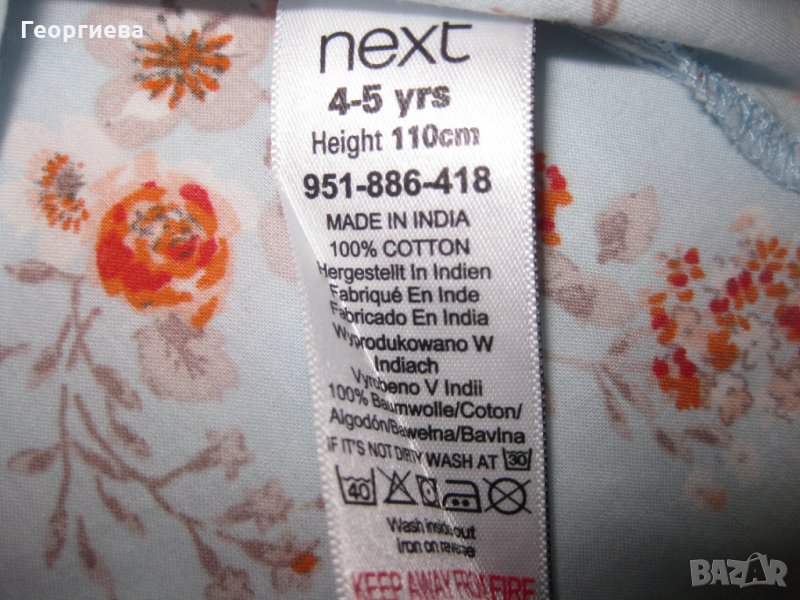 Георгиева
next
4-5 yrs
Height 110cm
951-886-418
MADE IN INDIA
100% COTTON
Hergestellt In Indien
Fabriqué En Inde
Fabricado En India
Wyprodukowano W
Indiach
Vyrobeno V Indii
100% Baumwolle/Coton/
Algodón/Bawełna/Bavlna
IF IT'S NOT DIRTY WASH AT 30
40
Wash inside out
Iron on reverse
KEEP AWAY FROM FIRE
BAZAR